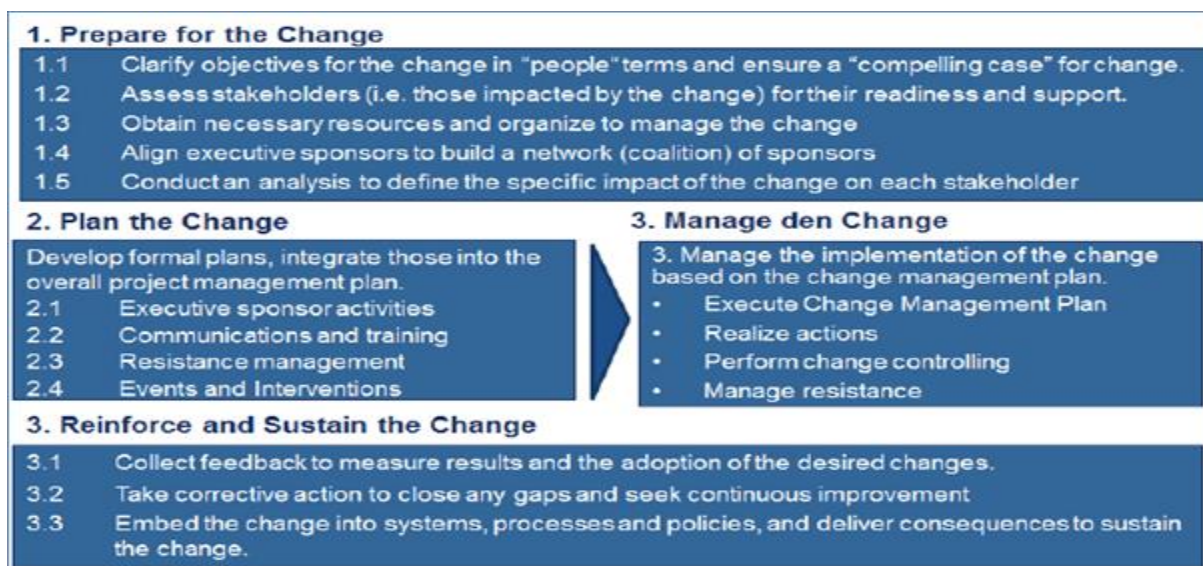 1. Prepare for the Change
1.1 Clarify objectives for the change in "people" terms and ensure a "compelling case" for change.
1.2 Assess stakeholders (i.e. those impacted by the change) for their readiness and support.
1.3 Obtain necessary resources and organize to manage the change
1.4 Align executive sponsors to build a network (coalition) of sponsors
1.5 Conduct an analysis to define the specific impact of the change on each stakeholder
2. Plan the Change
Develop formal plans, integrate those into the
overall project management plan.
2.1 Executive sponsor activities
2.2 Communications and training
2.3 Resistance management
2.4 Events and Interventions
3. Manage den Change
3. Manage the implementation of the change
based on the change management plan.
• Execute Change Management Plan
• Realize actions
• Perform change controlling
• Manage resistance
3. Reinforce and Sustain the Change
3.1 Collect feedback to measure results and the adoption of the desired changes.
3.2 Take corrective action to close any gaps and seek continuous improvement
3.3 Embed the change into systems, processes and policies, and deliver consequences to sustain
the change.